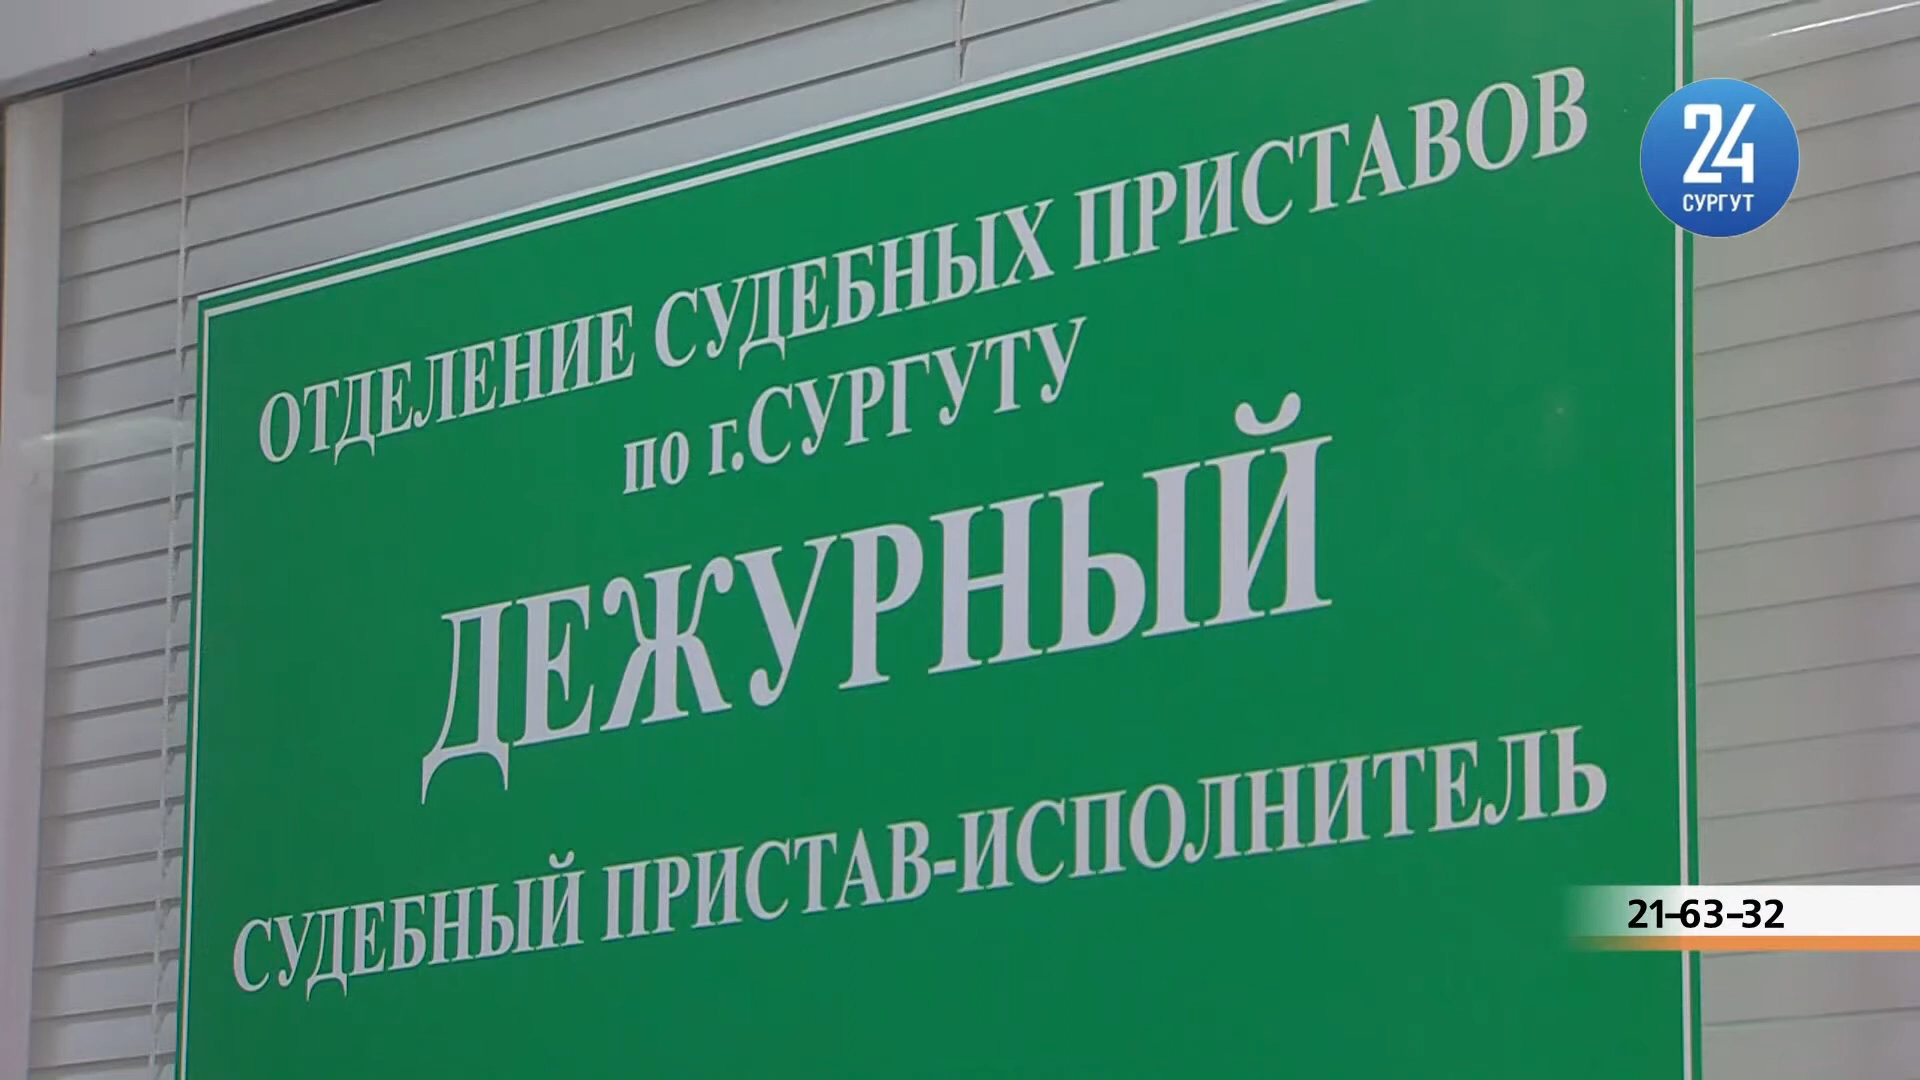 ОТДЕЛЕНИЕ СУДЕБНЫХ ПРИСТАВОВ
по г.СУРГУТУ
ДЕЖУРНЫЙ
СУДЕБНЫЙ ПРИСТАВ-ИСПОЛНИТЕЛЬ
24
СУРГУТ
21-63-32